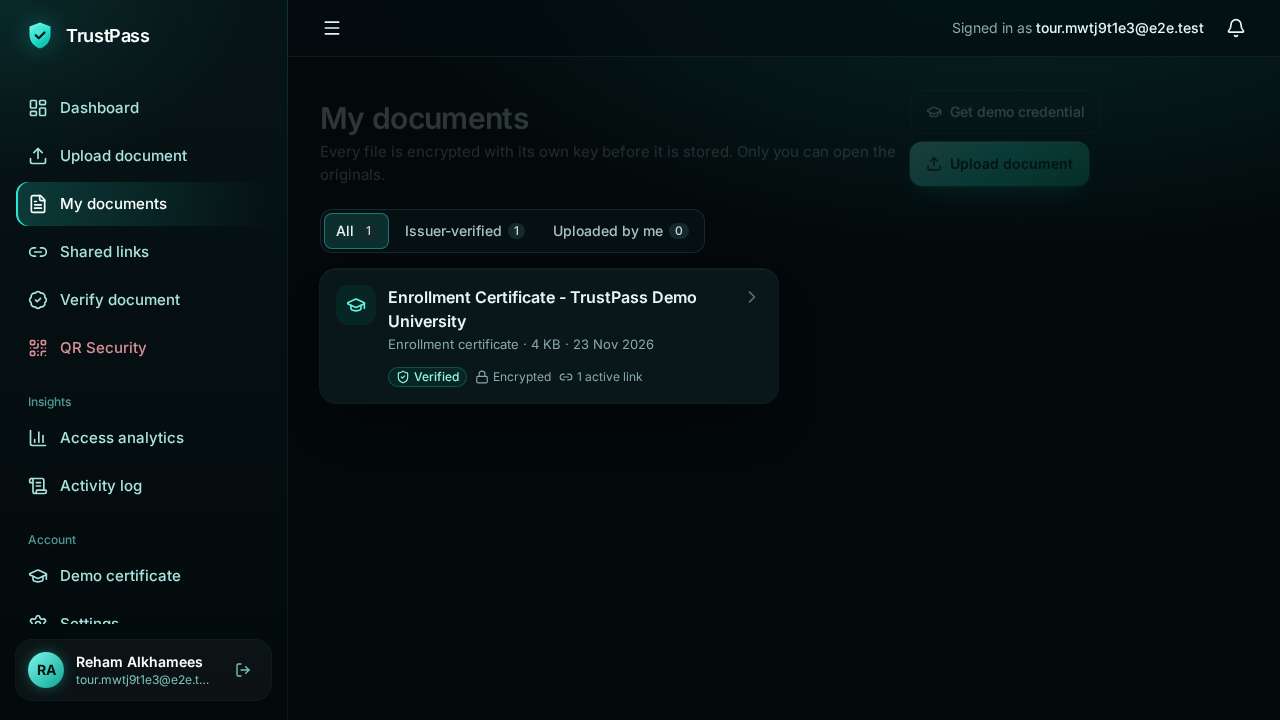 TrustPass
Signed in as tour.mwtj9t1e3@e2e.test
Dashboard
Upload document
My documents
Shared links
Verify document
QR Security
Insights
Access analytics
Activity log
Account
Demo certificate
Settings
RA
Reham Alkhamees
tour.mwtj9t1e3@e2e.t...
My documents
Every file is encrypted with its own key before it is stored. Only you can open the
originals.
Get demo credential
Upload document
All 1
Issuer-verified 1
Uploaded by me 0
Enrollment Certificate - TrustPass Demo
University
Enrollment certificate · 4 KB · 23 Nov 2026
Verified
Encrypted
1 active link